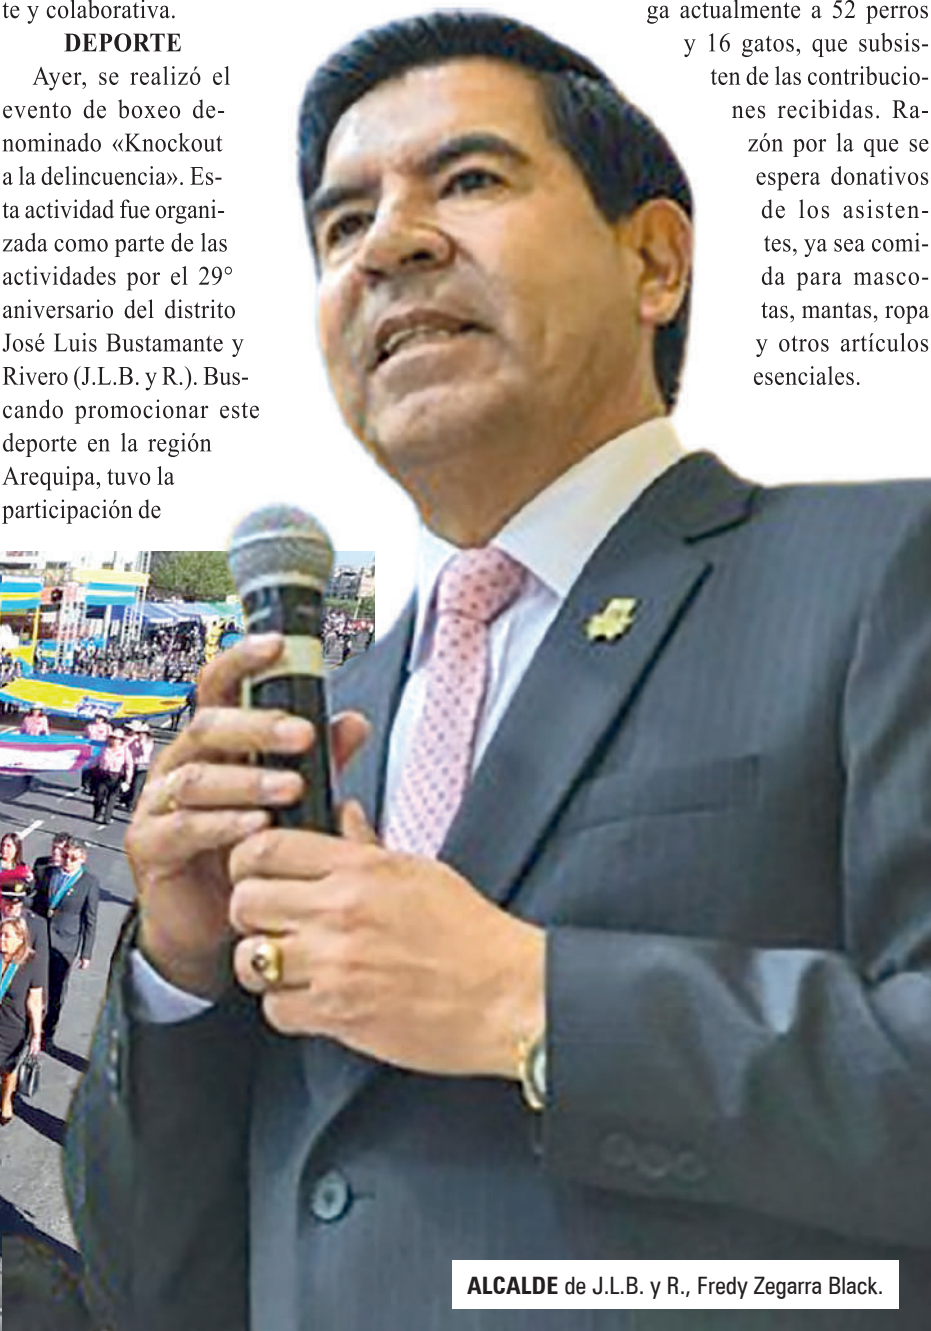 te y colaborativa.
DEPORTE
Ayer, se realizó el
evento de boxeo de-
nominado «Knockout
a la delincuencia». Es-
ta actividad fue organi-
zada como parte de las
actividades por el 29°
aniversario del distrito
José Luis Bustamante y
Rivero (J.L.B. y R.). Bus-
cando promocionar este
deporte en la región
Arequipa, tuvo la
participación de
ga actualmente a 52 perros
y 16 gatos, que subsis-
ten de las contribucio-
nes recibidas. Ra-
zón por la que se
espera donativos
de los asisten-
tes, ya sea comi-
da para masco-
tas, mantas, ropa
y otros artículos
esenciales.
ALCALDE de J.L.B. y R., Fredy Zegarra Black.